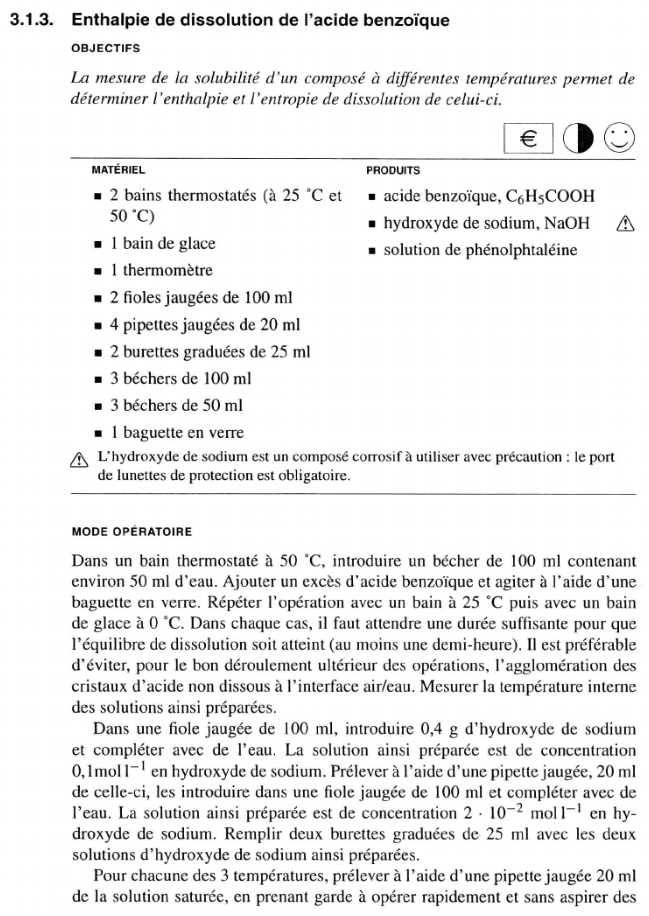 3.1.3. Enthalpie de dissolution de l'acide benzoïque
OBJECTIFS
La mesure de la solubilité d'un composé à différentes températures permet de
déterminer l'enthalpie et l'entropie de dissolution de celui-ci.
€
MATÉRIEL
■ 2 bains thermostatés (à 25 °C et
50 °C)
■ 1 bain de glace
■ 1 thermomètre
■ 2 fioles jaugées de 100 ml
■ 4 pipettes jaugées de 20 ml
■ 2 burettes graduées de 25 ml
■ 3 béchers de 100 ml
■ 3 béchers de 50 ml
■ 1 baguette en verre
PRODUITS
■ acide benzoïque, C₆H₅COOH
■ hydroxyde de sodium, NaOH ⚠
■ solution de phénolphtaléine
⚠ L'hydroxyde de sodium est un composé corrosif à utiliser avec précaution : le port
de lunettes de protection est obligatoire.
MODE OPÉRATOIRE
Dans un bain thermostaté à 50 °C, introduire un bécher de 100 ml contenant
environ 50 ml d'eau. Ajouter un excès d'acide benzoïque et agiter à l'aide d'une
baguette en verre. Répéter l'opération avec un bain à 25 °C puis avec un bain
de glace à 0 °C. Dans chaque cas, il faut attendre une durée suffisante pour que
l'équilibre de dissolution soit atteint (au moins une demi-heure). Il est préférable
d'éviter, pour le bon déroulement ultérieur des opérations, l'agglomération des
cristaux d'acide non dissous à l'interface air/eau. Mesurer la température interne
des solutions ainsi préparées.
Dans une fiole jaugée de 100 ml, introduire 0,4 g d'hydroxyde de sodium
et compléter avec de l'eau. La solution ainsi préparée est de concentration
0,1mol l⁻¹ en hydroxyde de sodium. Prélever à l'aide d'une pipette jaugée, 20 ml
de celle-ci, les introduire dans une fiole jaugée de 100 ml et compléter avec de
l'eau. La solution ainsi préparée est de concentration 2 · 10⁻² mol l⁻¹ en hy-
droxyde de sodium. Remplir deux burettes graduées de 25 ml avec les deux
solutions d'hydroxyde de sodium ainsi préparées.
Pour chacune des 3 températures, prélever à l'aide d'une pipette jaugée 20 ml
de la solution saturée, en prenant garde à opérer rapidement et sans aspirer des